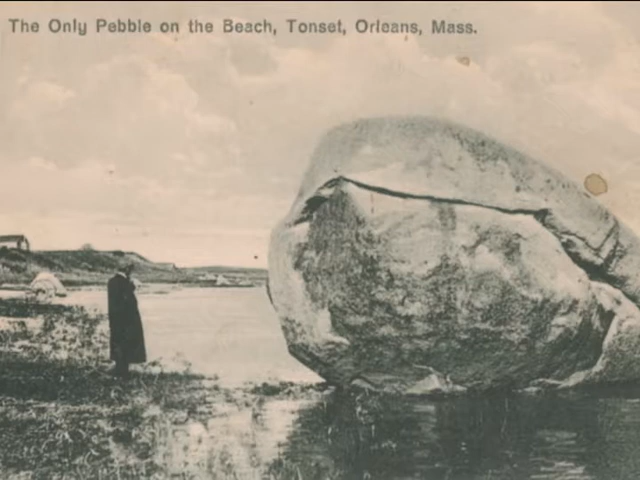 The Only Pebble on the Beach, Tonset, Orleans, Mass.